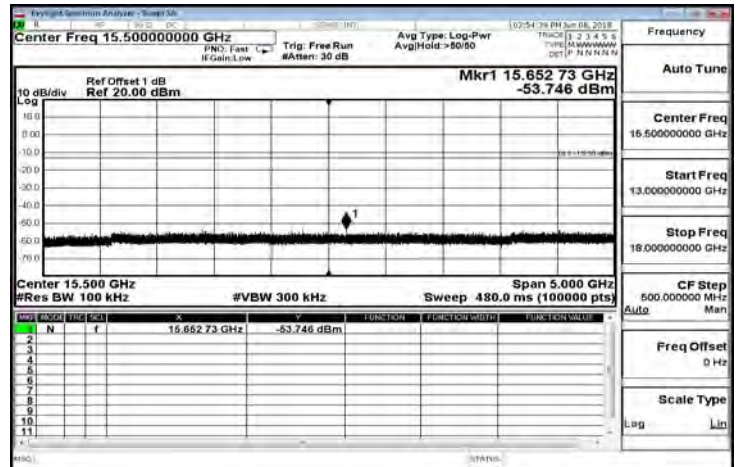 Keysight Spectrum Analyzer - Swept SA
Center Freq 15.500000000 GHz
PNO: Fast
IFGain:Low
Trig: Free Run
#Atten: 30 dB
Avg Type: Log-Pwr
Avg|Hold:>50/50
02:54:39 PM Jun 08, 2018
TRACE 1 2 3 4 5 6
TYPE M WWWWW
DET P N N N N N
Frequency
Auto Tune
Center Freq
15.500000000 GHz
Start Freq
13.000000000 GHz
Stop Freq
18.000000000 GHz
CF Step
500.000000 MHz
Auto Man
Freq Offset
0 Hz
Scale Type
Log Lin
Ref Offset 1 dB
10 dB/div Ref 20.00 dBm
Log
Mkr1 15.652 73 GHz
-53.746 dBm
10.0
0.00
-10.0
-20.0
-30.0
-40.0
-50.0
-60.0
-70.0
1
Center 15.500 GHz
#Res BW 100 kHz
#VBW 300 kHz
Span 5.000 GHz
Sweep 480.0 ms (100000 pts)
MKR MODE TRC SCL X Y FUNCTION FUNCTION WIDTH FUNCTION VALUE
1 N f 15.652 73 GHz -53.746 dBm
2
3
4
5
6
7
8
9
10
11
MSG
STATUS